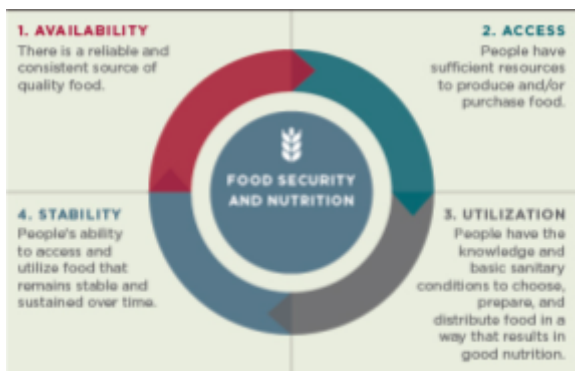 1. AVAILABILITY
There is a reliable and
consistent source of
quality food.
2. ACCESS
People have
sufficient resources
to produce and/or
purchase food.
FOOD SECURITY
AND NUTRITION
4. STABILITY
People's ability
to access and
utilize food that
remains stable and
sustained over time.
3. UTILIZATION
People have the
knowledge and
basic sanitary
conditions to choose,
prepare, and
distribute food in a
way that results in
good nutrition.